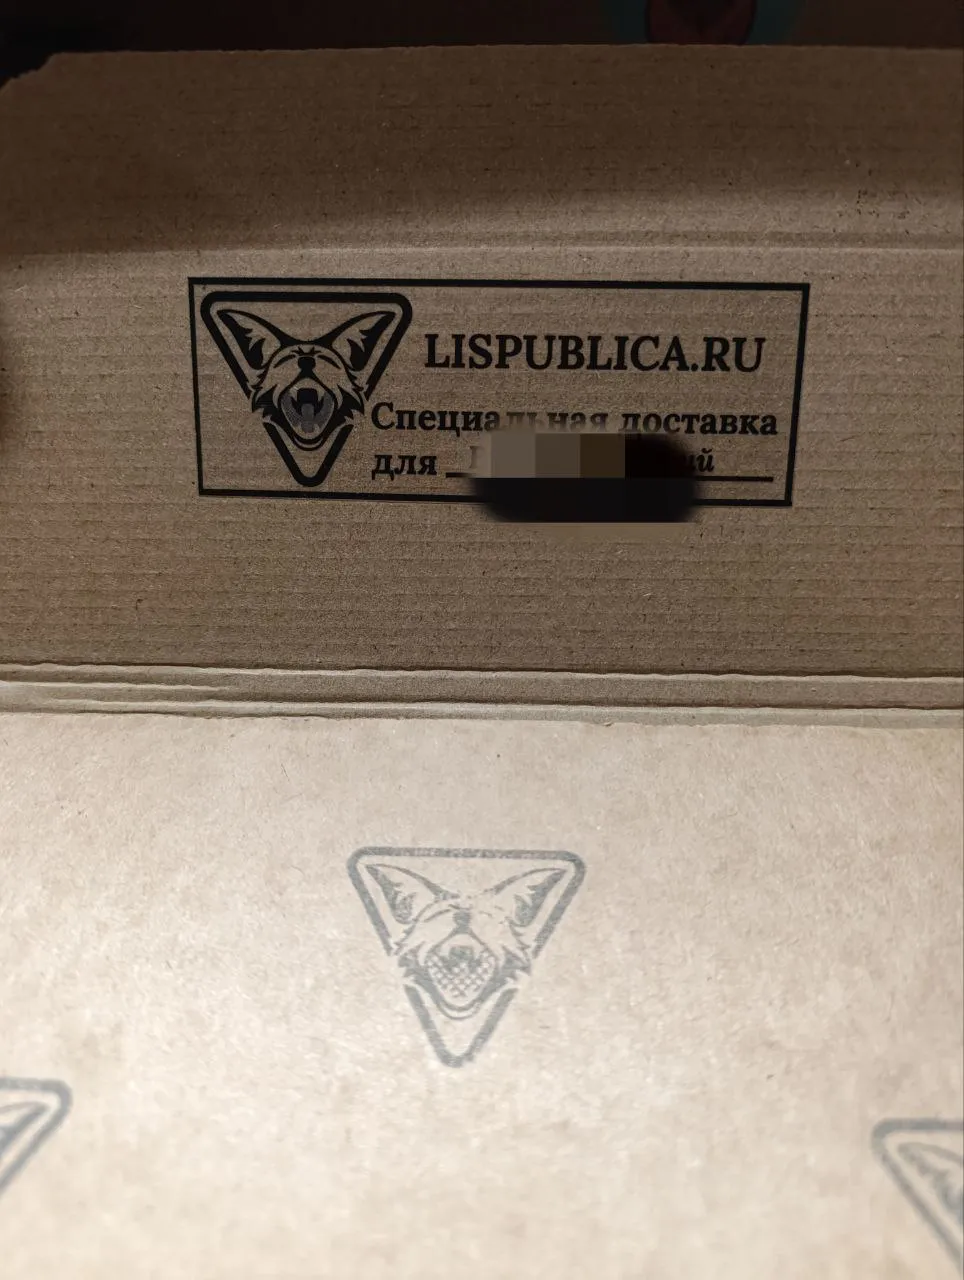 LISPUBLICA.RU
Специальная доставка
для